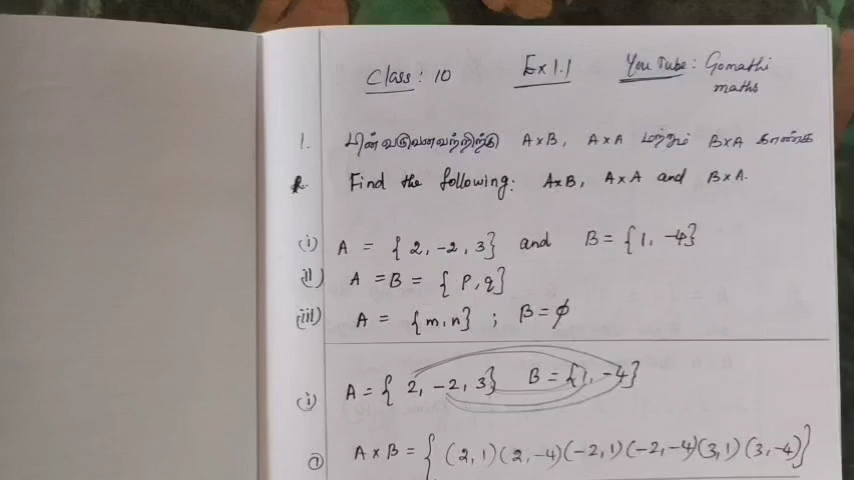 Class: 10 Ex 1.1 You Tube: Gomathi maths
1. பின்வருவனவற்றிற்கு A×B, A×A மற்றும் B×A காண்க
Find the following: A×B, A×A and B×A.
(i) A = {2, -2, 3} and B = {1, -4}
(ii) A = B = {p, q}
(iii) A = {m, n} ; B = ϕ
(i) A = {2, -2, 3} B = {1, -4}
A × B = {(2, 1) (2, -4) (-2, 1) (-2, -4) (3, 1) (3, -4)}